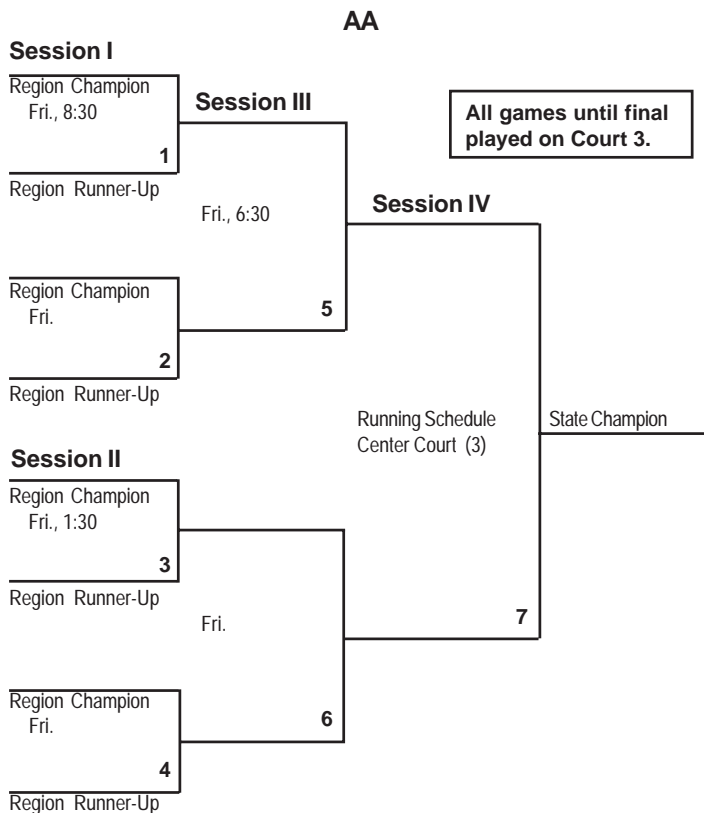 AA
Session I
Region Champion
Fri., 8:30
1
Region Runner-Up
Session III
Fri., 6:30
All games until final
played on Court 3.
Session IV
Region Champion
Fri.
2
Region Runner-Up
5
Running Schedule
Center Court (3)
State Champion
Session II
Region Champion
Fri., 1:30
3
Region Runner-Up
Fri.
7
Region Champion
Fri.
4
Region Runner-Up
6